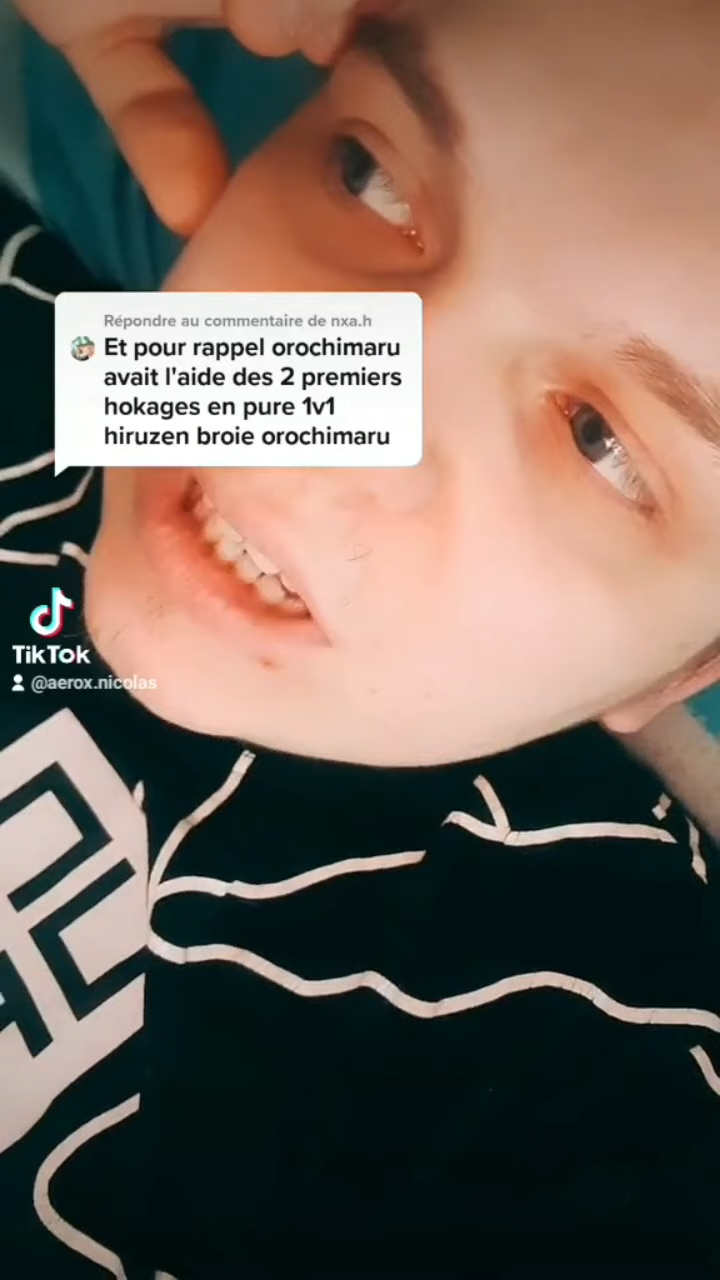 Répondre au commentaire de nxa.h
Et pour rappel orochimaru
avait l'aide des 2 premiers
hokages en pure 1v1
hiruzen broie orochimaru
TikTok
@aerox.nicolas